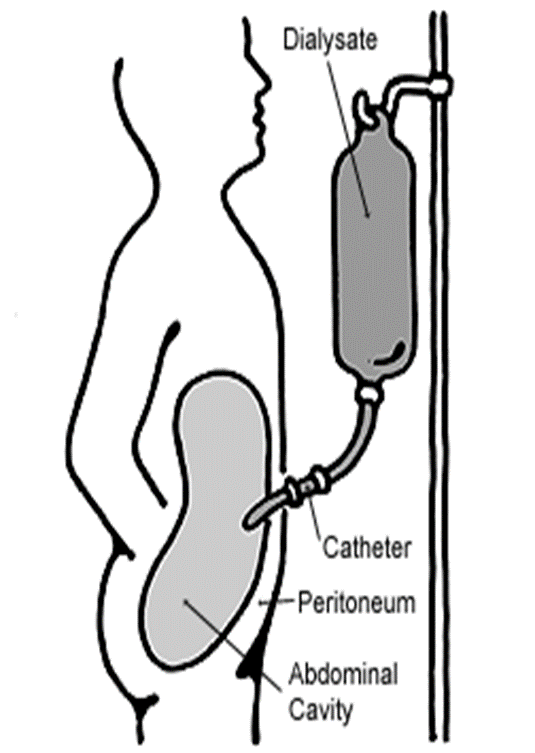 Dialysate
Catheter
Peritoneum
Abdominal
Cavity